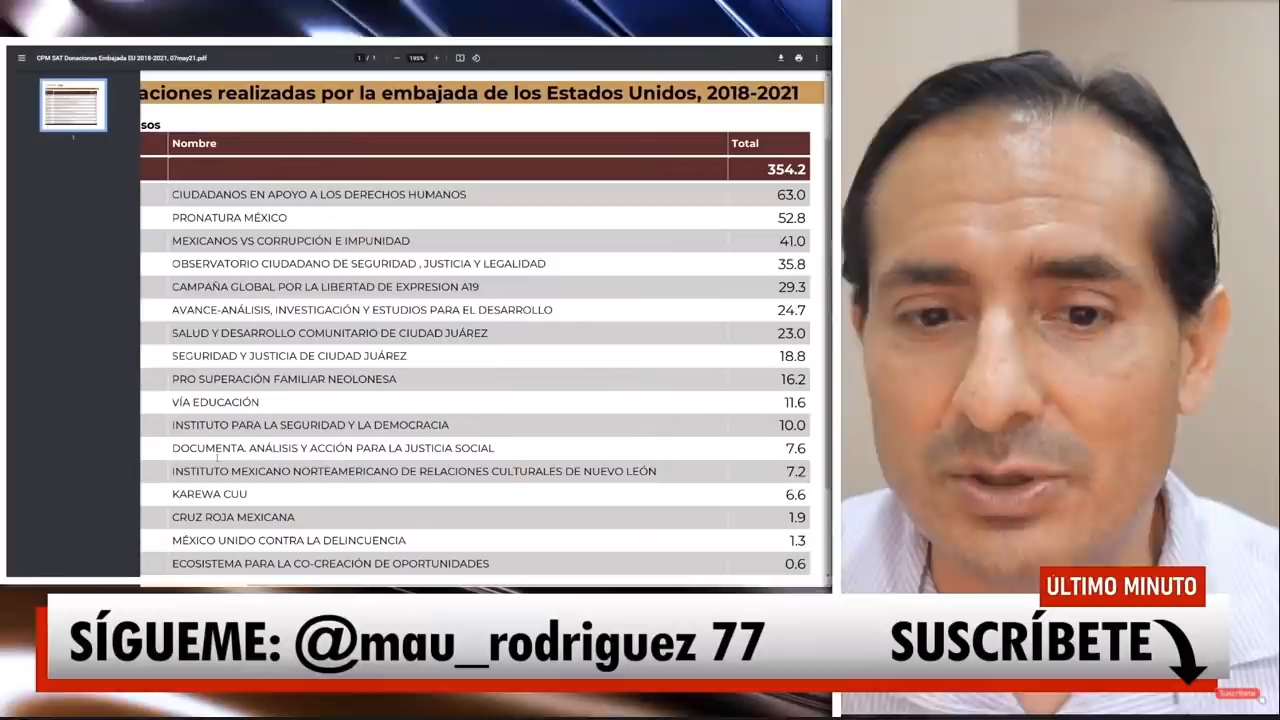 CPM SAT Donaciones Embajada EU 2018-2021, 07may21.pdf
1 / 1
195%
aciones realizadas por la embajada de los Estados Unidos, 2018-2021
sos
Nombre Total
354.2
CIUDADANOS EN APOYO A LOS DERECHOS HUMANOS 63.0
PRONATURA MÉXICO 52.8
MEXICANOS VS CORRUPCIÓN E IMPUNIDAD 41.0
OBSERVATORIO CIUDADANO DE SEGURIDAD , JUSTICIA Y LEGALIDAD 35.8
CAMPAÑA GLOBAL POR LA LIBERTAD DE EXPRESION A19 29.3
AVANCE-ANÁLISIS, INVESTIGACIÓN Y ESTUDIOS PARA EL DESARROLLO 24.7
SALUD Y DESARROLLO COMUNITARIO DE CIUDAD JUÁREZ 23.0
SEGURIDAD Y JUSTICIA DE CIUDAD JUÁREZ 18.8
PRO SUPERACIÓN FAMILIAR NEOLONESA 16.2
VÍA EDUCACIÓN 11.6
INSTITUTO PARA LA SEGURIDAD Y LA DEMOCRACIA 10.0
DOCUMENTA. ANÁLISIS Y ACCIÓN PARA LA JUSTICIA SOCIAL 7.6
INSTITUTO MEXICANO NORTEAMERICANO DE RELACIONES CULTURALES DE NUEVO LEÓN 7.2
KAREWA CUU 6.6
CRUZ ROJA MEXICANA 1.9
MÉXICO UNIDO CONTRA LA DELINCUENCIA 1.3
ECOSISTEMA PARA LA CO-CREACIÓN DE OPORTUNIDADES 0.6
ÚLTIMO MINUTO
SÍGUEME: @mau_rodriguez 77 SUSCRÍBETE
Suscríbete